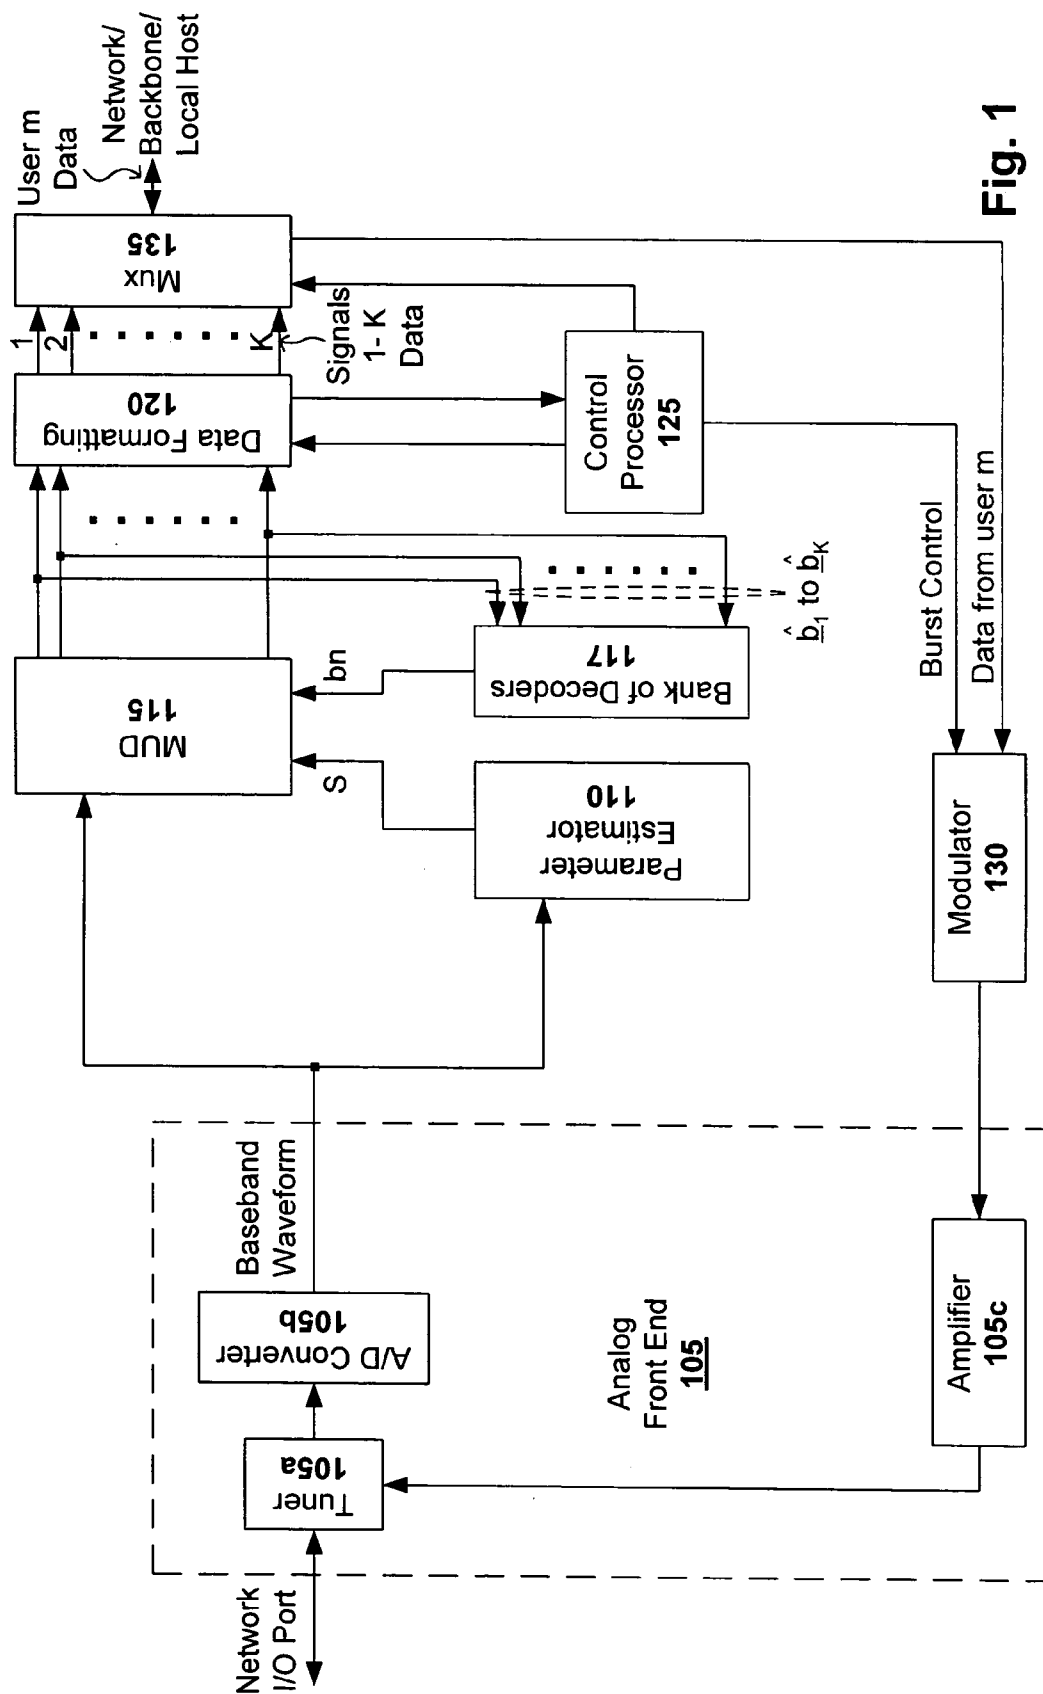 Network
I/O Port
Tuner
105a
A/D Converter
105b
Baseband
Waveform
Analog
Front End
105
Amplifier
105c
Parameter
Estimator
110
S
MUD
115
bn
Bank of Decoders
117
b̂1 to b̂K
Data Formatting
120
1
2
K
Signals
1- K
Data
Mux
135
User m
Data
Network/
Backbone/
Local Host
Control
Processor
125
Burst Control
Data from user m
Modulator
130
Fig. 1